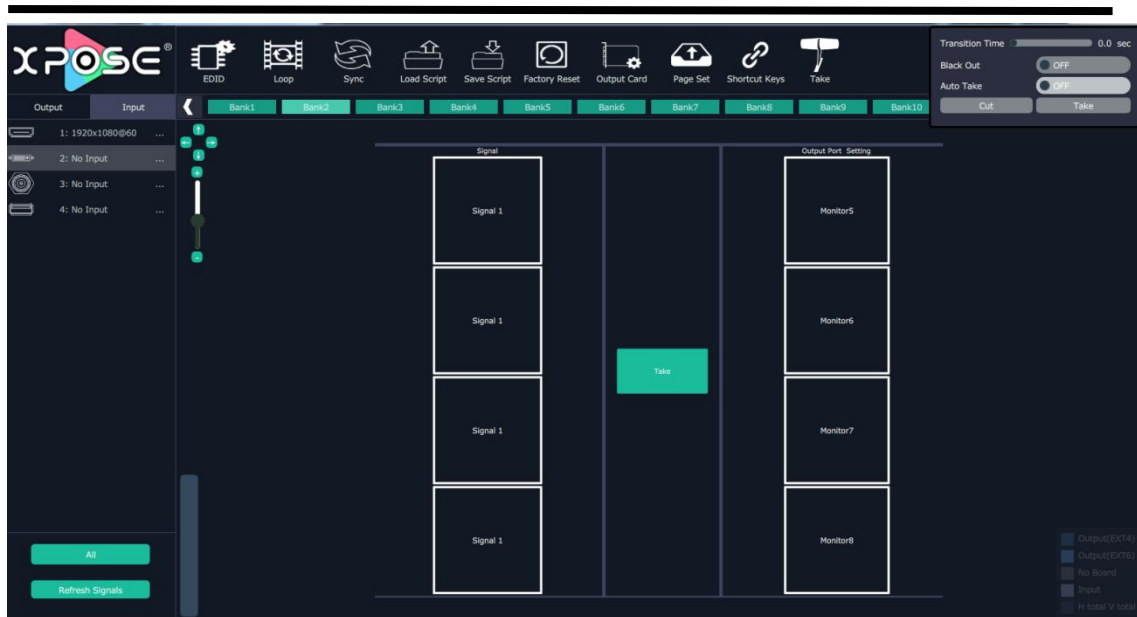 XPOSE®
EDID
Loop
Sync
Load Script
Save Script
Factory Reset
Output Card
Page Set
Shortcut Keys
Take
Transition Time 0.0 sec
Black Out OFF
Auto Take OFF
Cut Take
Output Input
Bank1 Bank2 Bank3 Bank4 Bank5 Bank6 Bank7 Bank8 Bank9 Bank10
1: 1920x1080@60 ...
2: No Input ...
3: No Input ...
4: No Input ...
Signal
Output Port Setting
Signal 1
Monitor5
Signal 1
Monitor6
Take
Signal 1
Monitor7
Signal 1
Monitor8
All
Refresh Signals
Output(EXT4)
Output(EXT6)
No Board
Input
H total V total